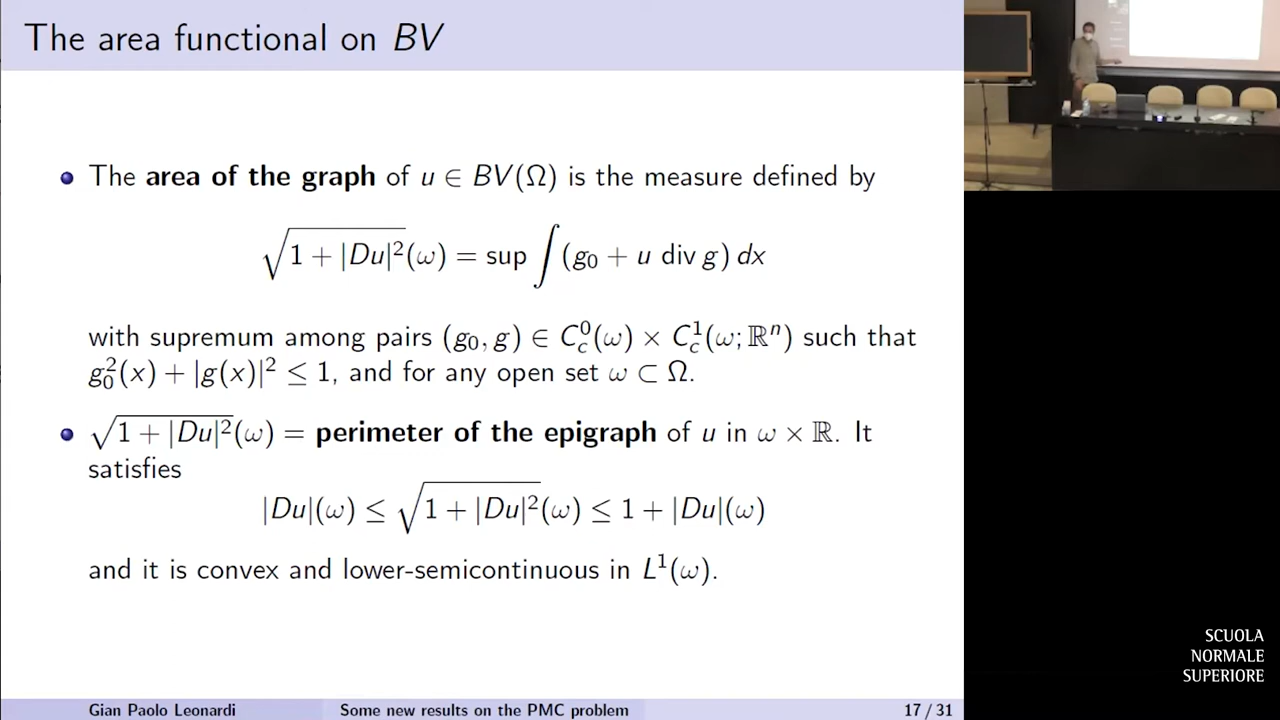 The area functional on BV
The area of the graph of u ∈ BV(Ω) is the measure defined by
√1 + |Du|²(ω) = sup ∫ (g₀ + u div g) dx
with supremum among pairs (g₀, g) ∈ C⁰_c(ω) × C¹_c(ω; ℝⁿ) such that
g₀²(x) + |g(x)|² ≤ 1, and for any open set ω ⊂ Ω.
√1 + |Du|²(ω) = perimeter of the epigraph of u in ω × ℝ. It
satisfies
|Du|(ω) ≤ √1 + |Du|²(ω) ≤ 1 + |Du|(ω)
and it is convex and lower-semicontinuous in L¹(ω).
Gian Paolo Leonardi Some new results on the PMC problem 17 / 31
SCUOLA
NORMALE
SUPERIORE